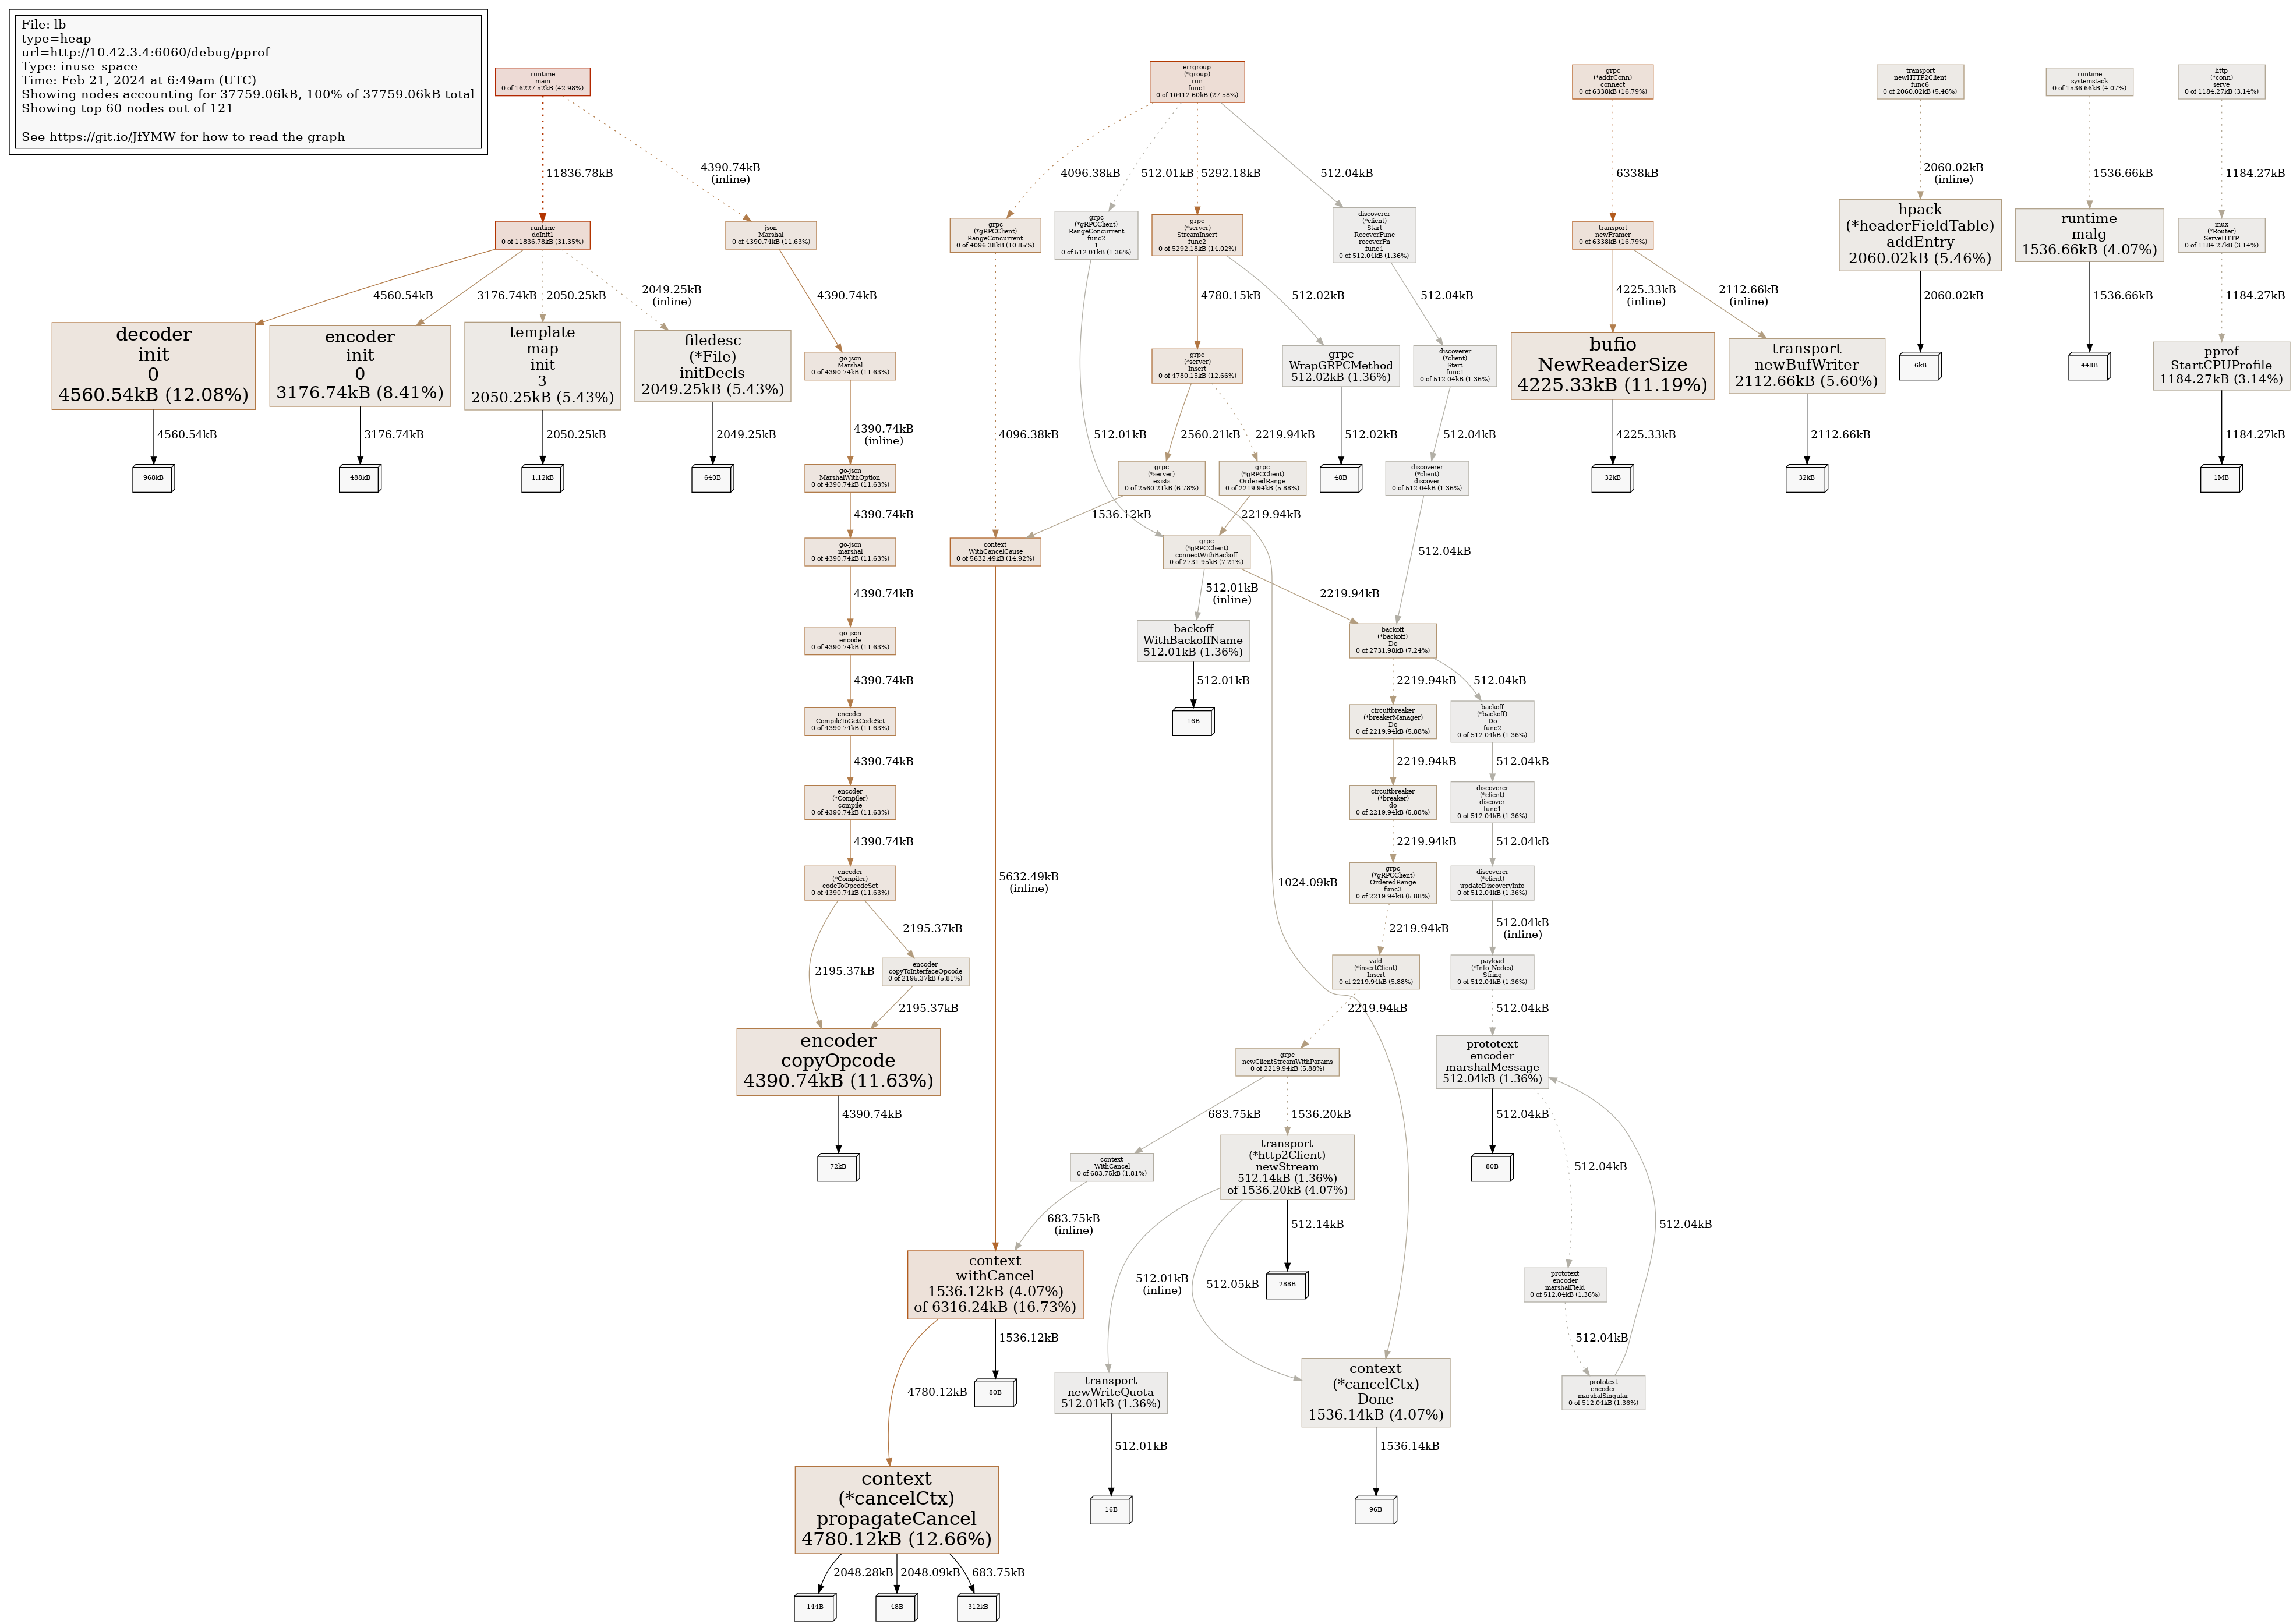 File: lb
type=heap
url=http://10.42.3.4:6060/debug/pprof
Type: inuse_space
Time: Feb 21, 2024 at 6:49am (UTC)
Showing nodes accounting for 37759.06kB, 100% of 37759.06kB total
Showing top 60 nodes out of 121
See https://git.io/JfYMW for how to read the graph
runtime
main
0 of 16227.52kB (42.98%)
errgroup
(*group)
run
func1
0 of 10412.60kB (27.58%)
grpc
(*addrConn)
connect
0 of 6338kB (16.79%)
transport
newHTTP2Client
func6
0 of 2060.02kB (5.46%)
runtime
systemstack
0 of 1536.66kB (4.07%)
http
(*conn)
serve
0 of 1184.27kB (3.14%)
11836.78kB
4390.74kB
(inline)
4096.38kB
512.01kB
5292.18kB
512.04kB
6338kB
2060.02kB
(inline)
1536.66kB
1184.27kB
runtime
doInit1
0 of 11836.78kB (31.35%)
json
Marshal
0 of 4390.74kB (11.63%)
grpc
(*gRPCClient)
RangeConcurrent
0 of 4096.38kB (10.85%)
grpc
(*gRPCClient)
RangeConcurrent
func2
1
0 of 512.01kB (1.36%)
grpc
(*server)
StreamInsert
func2
0 of 5292.18kB (14.02%)
discoverer
(*client)
Start
RecoverFunc
recoverFn
func4
0 of 512.04kB (1.36%)
transport
newFramer
0 of 6338kB (16.79%)
hpack
(*headerFieldTable)
addEntry
2060.02kB (5.46%)
runtime
malg
1536.66kB (4.07%)
mux
(*Router)
ServeHTTP
0 of 1184.27kB (3.14%)
4560.54kB
3176.74kB
2050.25kB
2049.25kB
(inline)
4390.74kB
4780.15kB
512.02kB
512.04kB
4225.33kB
(inline)
2112.66kB
(inline)
2060.02kB
1536.66kB
1184.27kB
decoder
init
0
4560.54kB (12.08%)
encoder
init
0
3176.74kB (8.41%)
template
map
init
3
2050.25kB (5.43%)
filedesc
(*File)
initDecls
2049.25kB (5.43%)
go-json
Marshal
0 of 4390.74kB (11.63%)
grpc
(*server)
Insert
0 of 4780.15kB (12.66%)
grpc
WrapGRPCMethod
512.02kB (1.36%)
discoverer
(*client)
Start
func1
0 of 512.04kB (1.36%)
bufio
NewReaderSize
4225.33kB (11.19%)
transport
newBufWriter
2112.66kB (5.60%)
6kB
448B
pprof
StartCPUProfile
1184.27kB (3.14%)
4560.54kB
3176.74kB
2050.25kB
2049.25kB
4390.74kB
(inline)
4096.38kB
512.01kB
2560.21kB
2219.94kB
512.02kB
512.04kB
4225.33kB
2112.66kB
1184.27kB
968kB
488kB
1.12kB
640B
go-json
MarshalWithOption
0 of 4390.74kB (11.63%)
grpc
(*server)
exists
0 of 2560.21kB (6.78%)
grpc
(*gRPCClient)
OrderedRange
0 of 2219.94kB (5.88%)
48B
discoverer
(*client)
discover
0 of 512.04kB (1.36%)
32kB
32kB
1MB
4390.74kB
1536.12kB
2219.94kB
go-json
marshal
0 of 4390.74kB (11.63%)
context
WithCancelCause
0 of 5632.49kB (14.92%)
grpc
(*gRPCClient)
connectWithBackoff
0 of 2731.95kB (7.24%)
512.04kB
4390.74kB
512.01kB
(inline)
2219.94kB
go-json
encode
0 of 4390.74kB (11.63%)
backoff
WithBackoffName
512.01kB (1.36%)
backoff
(*backoff)
Do
0 of 2731.98kB (7.24%)
4390.74kB
512.01kB
2219.94kB
512.04kB
encoder
CompileToGetCodeSet
0 of 4390.74kB (11.63%)
16B
circuitbreaker
(*breakerManager)
Do
0 of 2219.94kB (5.88%)
backoff
(*backoff)
Do
func2
0 of 512.04kB (1.36%)
4390.74kB
2219.94kB
512.04kB
encoder
(*Compiler)
compile
0 of 4390.74kB (11.63%)
circuitbreaker
(*breaker)
do
0 of 2219.94kB (5.88%)
discoverer
(*client)
discover
func1
0 of 512.04kB (1.36%)
4390.74kB
2219.94kB
512.04kB
encoder
(*Compiler)
codeToOpcodeSet
0 of 4390.74kB (11.63%)
5632.49kB
(inline)
1024.09kB
grpc
(*gRPCClient)
OrderedRange
func3
0 of 2219.94kB (5.88%)
discoverer
(*client)
updateDiscoveryInfo
0 of 512.04kB (1.36%)
2195.37kB
2219.94kB
512.04kB
(inline)
2195.37kB
encoder
copyToInterfaceOpcode
0 of 2195.37kB (5.81%)
vald
(*insertClient)
Insert
0 of 2219.94kB (5.88%)
payload
(*Info_Nodes)
String
0 of 512.04kB (1.36%)
2195.37kB
2219.94kB
512.04kB
encoder
copyOpcode
4390.74kB (11.63%)
grpc
newClientStreamWithParams
0 of 2219.94kB (5.88%)
prototext
encoder
marshalMessage
512.04kB (1.36%)
4390.74kB
683.75kB
1536.20kB
512.04kB
72kB
context
WithCancel
0 of 683.75kB (1.81%)
transport
(*http2Client)
newStream
512.14kB (1.36%)
of 1536.20kB (4.07%)
80B
512.04kB
683.75kB
(inline)
512.14kB
512.04kB
context
withCancel
1536.12kB (4.07%)
of 6316.24kB (16.73%)
512.01kB
(inline)
512.05kB
288B
prototext
encoder
marshalField
0 of 512.04kB (1.36%)
1536.12kB
512.04kB
4780.12kB
80B
transport
newWriteQuota
512.01kB (1.36%)
context
(*cancelCtx)
Done
1536.14kB (4.07%)
prototext
encoder
marshalSingular
0 of 512.04kB (1.36%)
512.01kB
1536.14kB
context
(*cancelCtx)
propagateCancel
4780.12kB (12.66%)
16B
96B
2048.28kB
2048.09kB
683.75kB
144B
48B
312kB